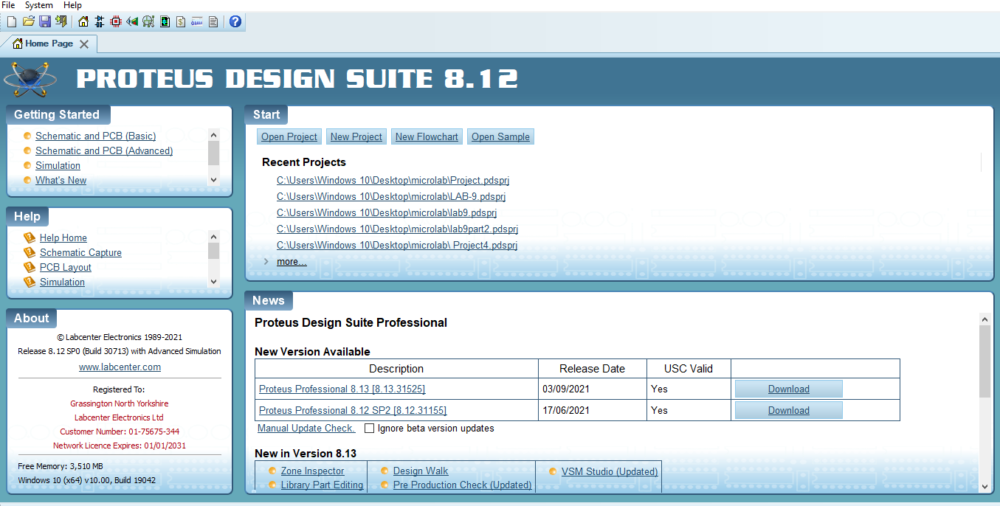 File System Help
Home Page
PROTEUS DESIGN SUITE 8.12
Getting Started
Schematic and PCB (Basic)
Schematic and PCB (Advanced)
Simulation
What's New
Help
Help Home
Schematic Capture
PCB Layout
Simulation
About
© Labcenter Electronics 1989-2021
Release 8.12 SP0 (Build 30713) with Advanced Simulation
www.labcenter.com
Registered To:
Grassington North Yorkshire
Labcenter Electronics Ltd
Customer Number: 01-75675-344
Network Licence Expires: 01/01/2031
Free Memory: 3,510 MB
Windows 10 (x64) v10.00, Build 19042
Start
Open Project New Project New Flowchart Open Sample
Recent Projects
C:\Users\Windows 10\Desktop\microlab\Project.pdsprj
C:\Users\Windows 10\Desktop\microlab\LAB-9.pdsprj
C:\Users\Windows 10\Desktop\microlab\lab9.pdsprj
C:\Users\Windows 10\Desktop\microlab\lab9part2.pdsprj
C:\Users\Windows 10\Desktop\microlab\ Project4.pdsprj
more...
News
Proteus Design Suite Professional
New Version Available
Description Release Date USC Valid
Proteus Professional 8.13 [8.13.31525] 03/09/2021 Yes Download
Proteus Professional 8.12 SP2 [8.12.31155] 17/06/2021 Yes Download
Manual Update Check. Ignore beta version updates
New in Version 8.13
Zone Inspector Design Walk VSM Studio (Updated)
Library Part Editing Pre Production Check (Updated)